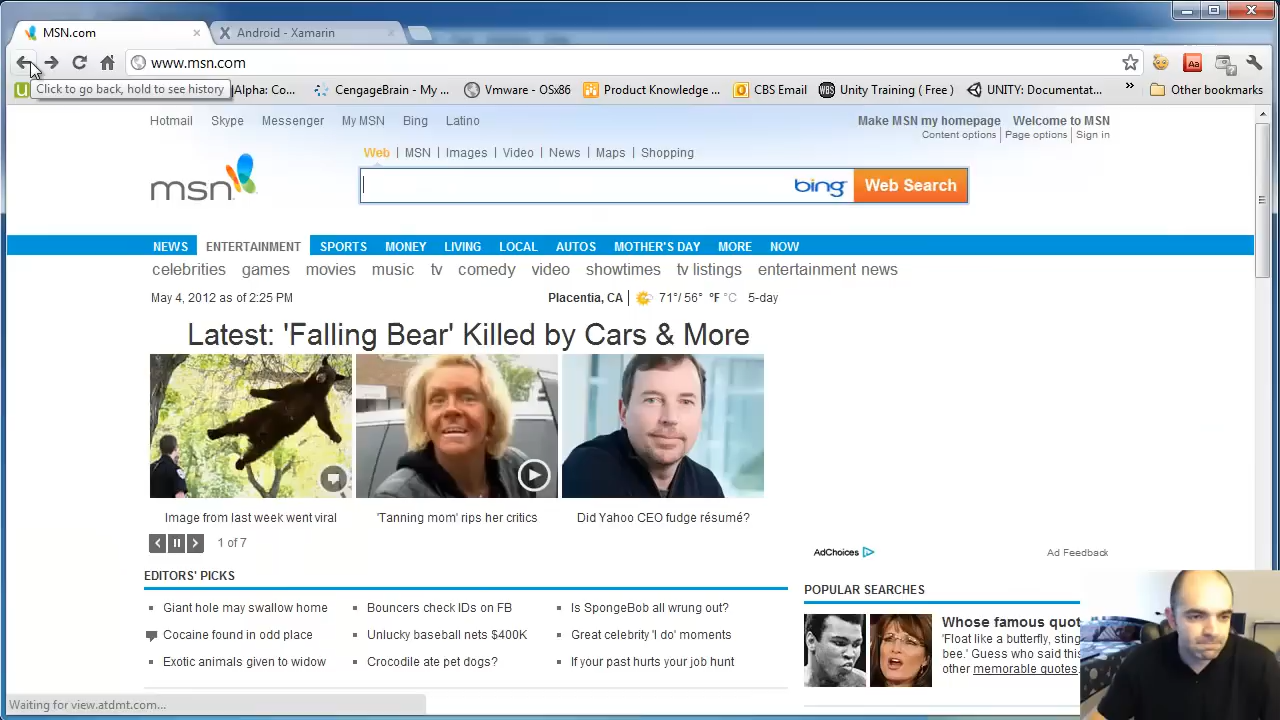 MSN.com
Android - Xamarin
www.msn.com
Click to go back, hold to see history
Alpha: Co...
CengageBrain - My ...
Vmware - OSx86
Product Knowledge ...
CBS Email
Unity Training ( Free )
UNITY: Documentat...
Other bookmarks
Hotmail Skype Messenger My MSN Bing Latino
Make MSN my homepage Welcome to MSN
Content options | Page options | Sign in
Web | MSN | Images | Video | News | Maps | Shopping
msn
bing Web Search
NEWS ENTERTAINMENT SPORTS MONEY LIVING LOCAL AUTOS MOTHER'S DAY MORE NOW
celebrities games movies music tv comedy video showtimes tv listings entertainment news
May 4, 2012 as of 2:25 PM
Placentia, CA | 71°/ 56° °F °C 5-day
Latest: 'Falling Bear' Killed by Cars & More
Image from last week went viral
'Tanning mom' rips her critics
Did Yahoo CEO fudge résumé?
1 of 7
AdChoices
Ad Feedback
EDITORS' PICKS
Giant hole may swallow home
Cocaine found in odd place
Exotic animals given to widow
Bouncers check IDs on FB
Unlucky baseball nets $400K
Crocodile ate pet dogs?
Is SpongeBob all wrung out?
Great celebrity 'I do' moments
If your past hurts your job hunt
POPULAR SEARCHES
Whose famous quot
'Float like a butterfly, sting
bee.' Guess who said this
other memorable quotes.
Waiting for view.atdmt.com...